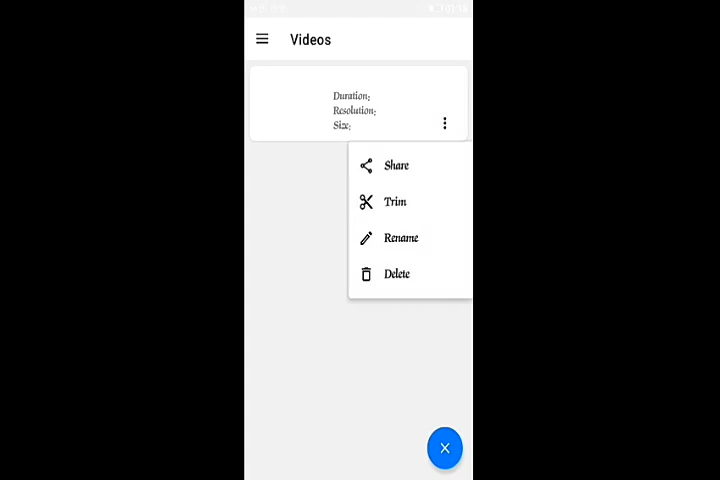 Videos
Duration:
Resolution:
Size:
Share
Trim
Rename
Delete